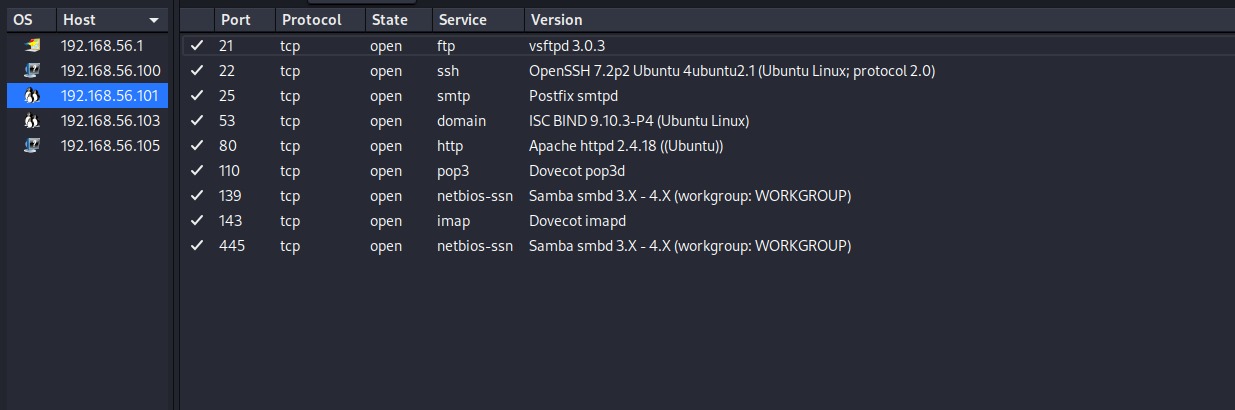 OS Host
192.168.56.1
192.168.56.100
192.168.56.101
192.168.56.103
192.168.56.105
Port Protocol State Service Version
21 tcp open ftp vsftpd 3.0.3
22 tcp open ssh OpenSSH 7.2p2 Ubuntu 4ubuntu2.1 (Ubuntu Linux; protocol 2.0)
25 tcp open smtp Postfix smtpd
53 tcp open domain ISC BIND 9.10.3-P4 (Ubuntu Linux)
80 tcp open http Apache httpd 2.4.18 ((Ubuntu))
110 tcp open pop3 Dovecot pop3d
139 tcp open netbios-ssn Samba smbd 3.X - 4.X (workgroup: WORKGROUP)
143 tcp open imap Dovecot imapd
445 tcp open netbios-ssn Samba smbd 3.X - 4.X (workgroup: WORKGROUP)